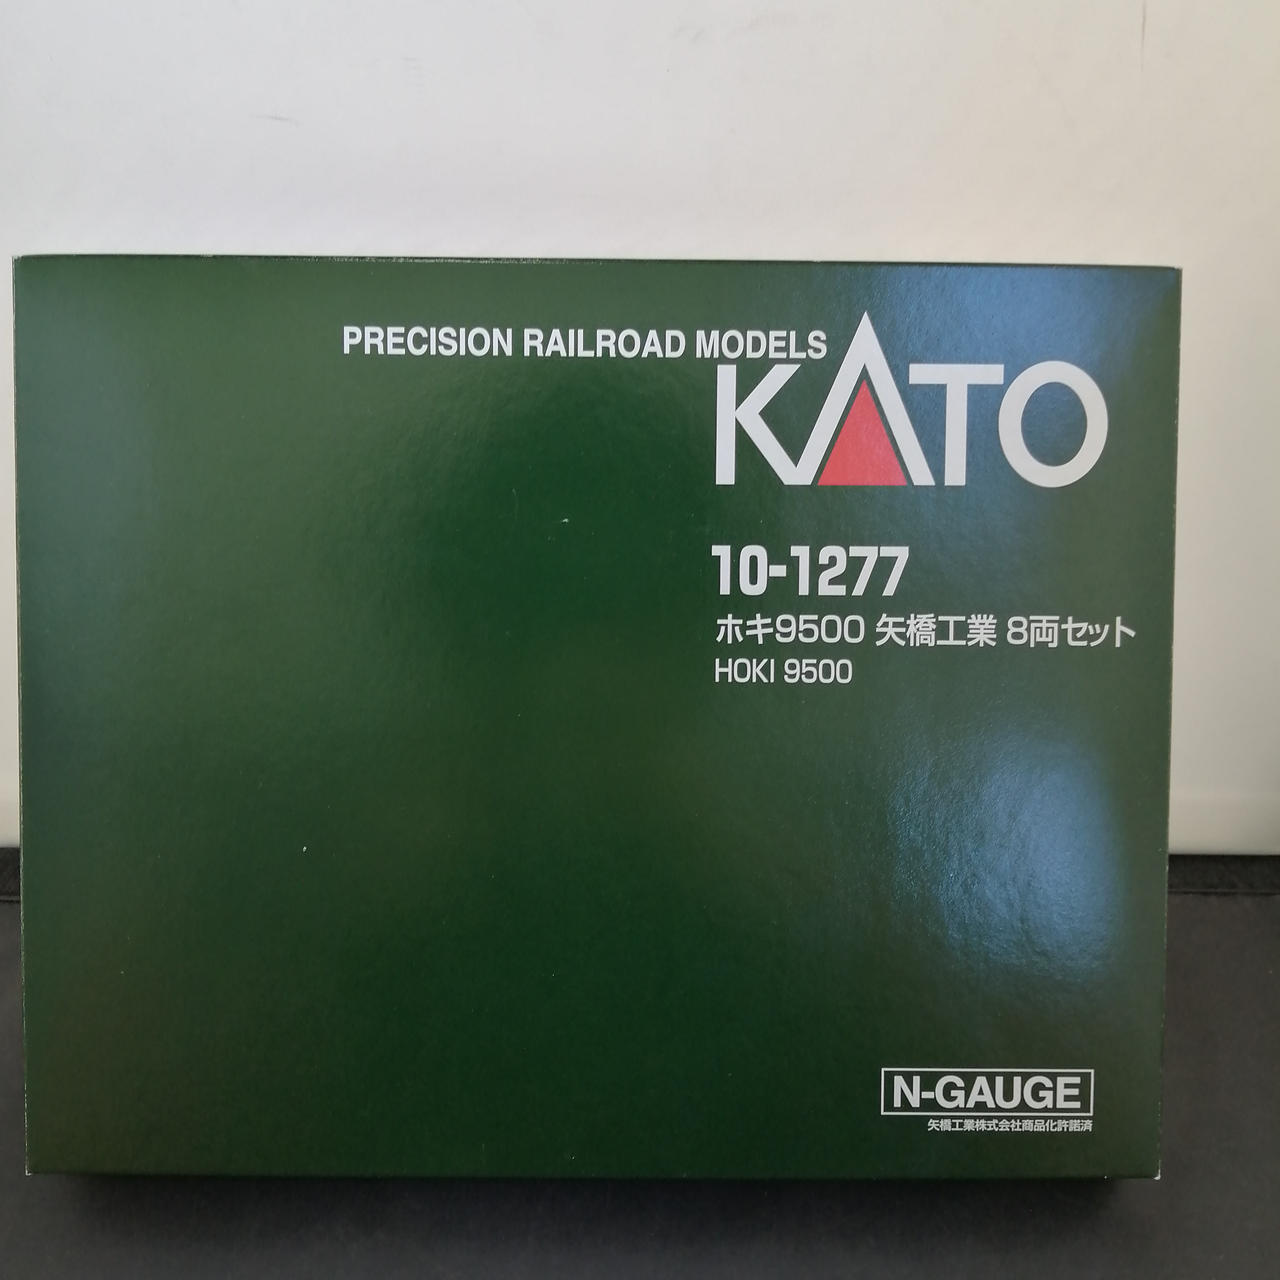 PRECISION RAILROAD MODELS
KATO
10-1277
ホキ9500 矢橋工業 8両セット
HOKI 9500
N-GAUGE
矢橋工業株式会社商品化許諾済